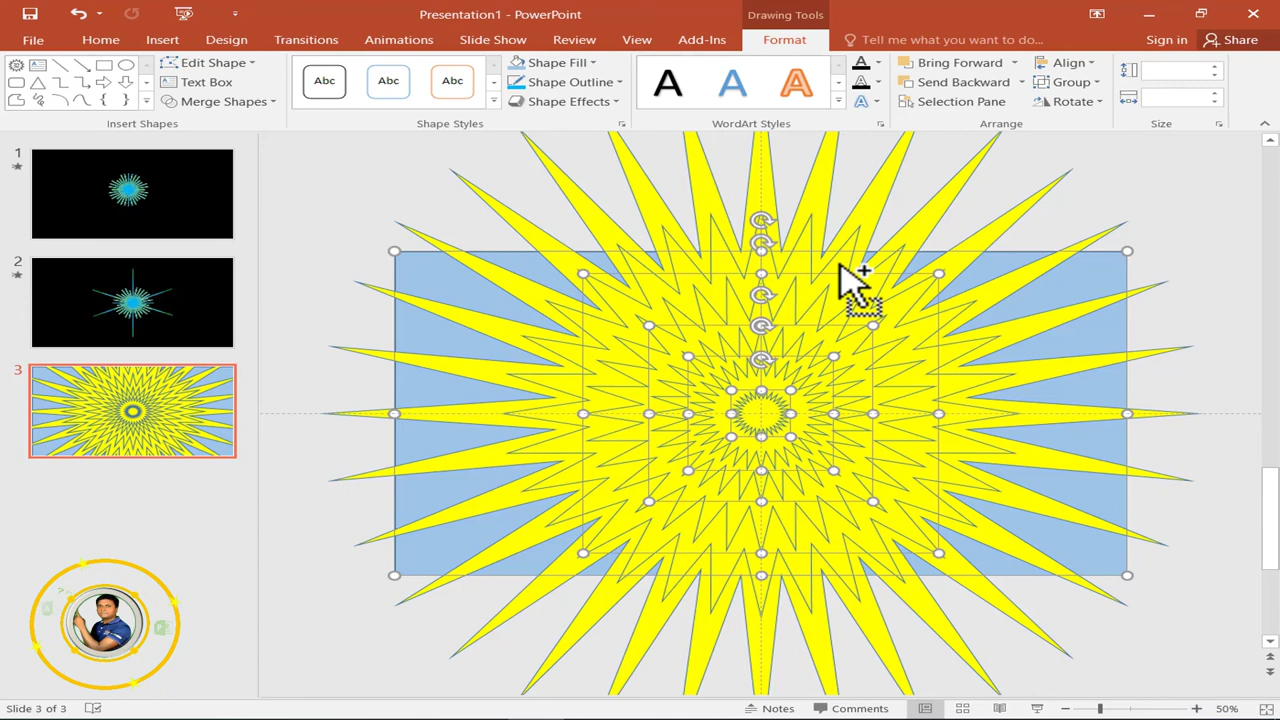 Presentation1 - PowerPoint
Drawing Tools
File
Home
Insert
Design
Transitions
Animations
Slide Show
Review
View
Add-Ins
Format
Tell me what you want to do...
Sign in
Share
Edit Shape
Text Box
Merge Shapes
Insert Shapes
Abc
Abc
Abc
Shape Fill
Shape Outline
Shape Effects
Shape Styles
A
A
A
WordArt Styles
A
A
A
Bring Forward
Send Backward
Selection Pane
Align
Group
Rotate
Arrange
Size
1
2
3
Slide 3 of 3
Notes
Comments
50%